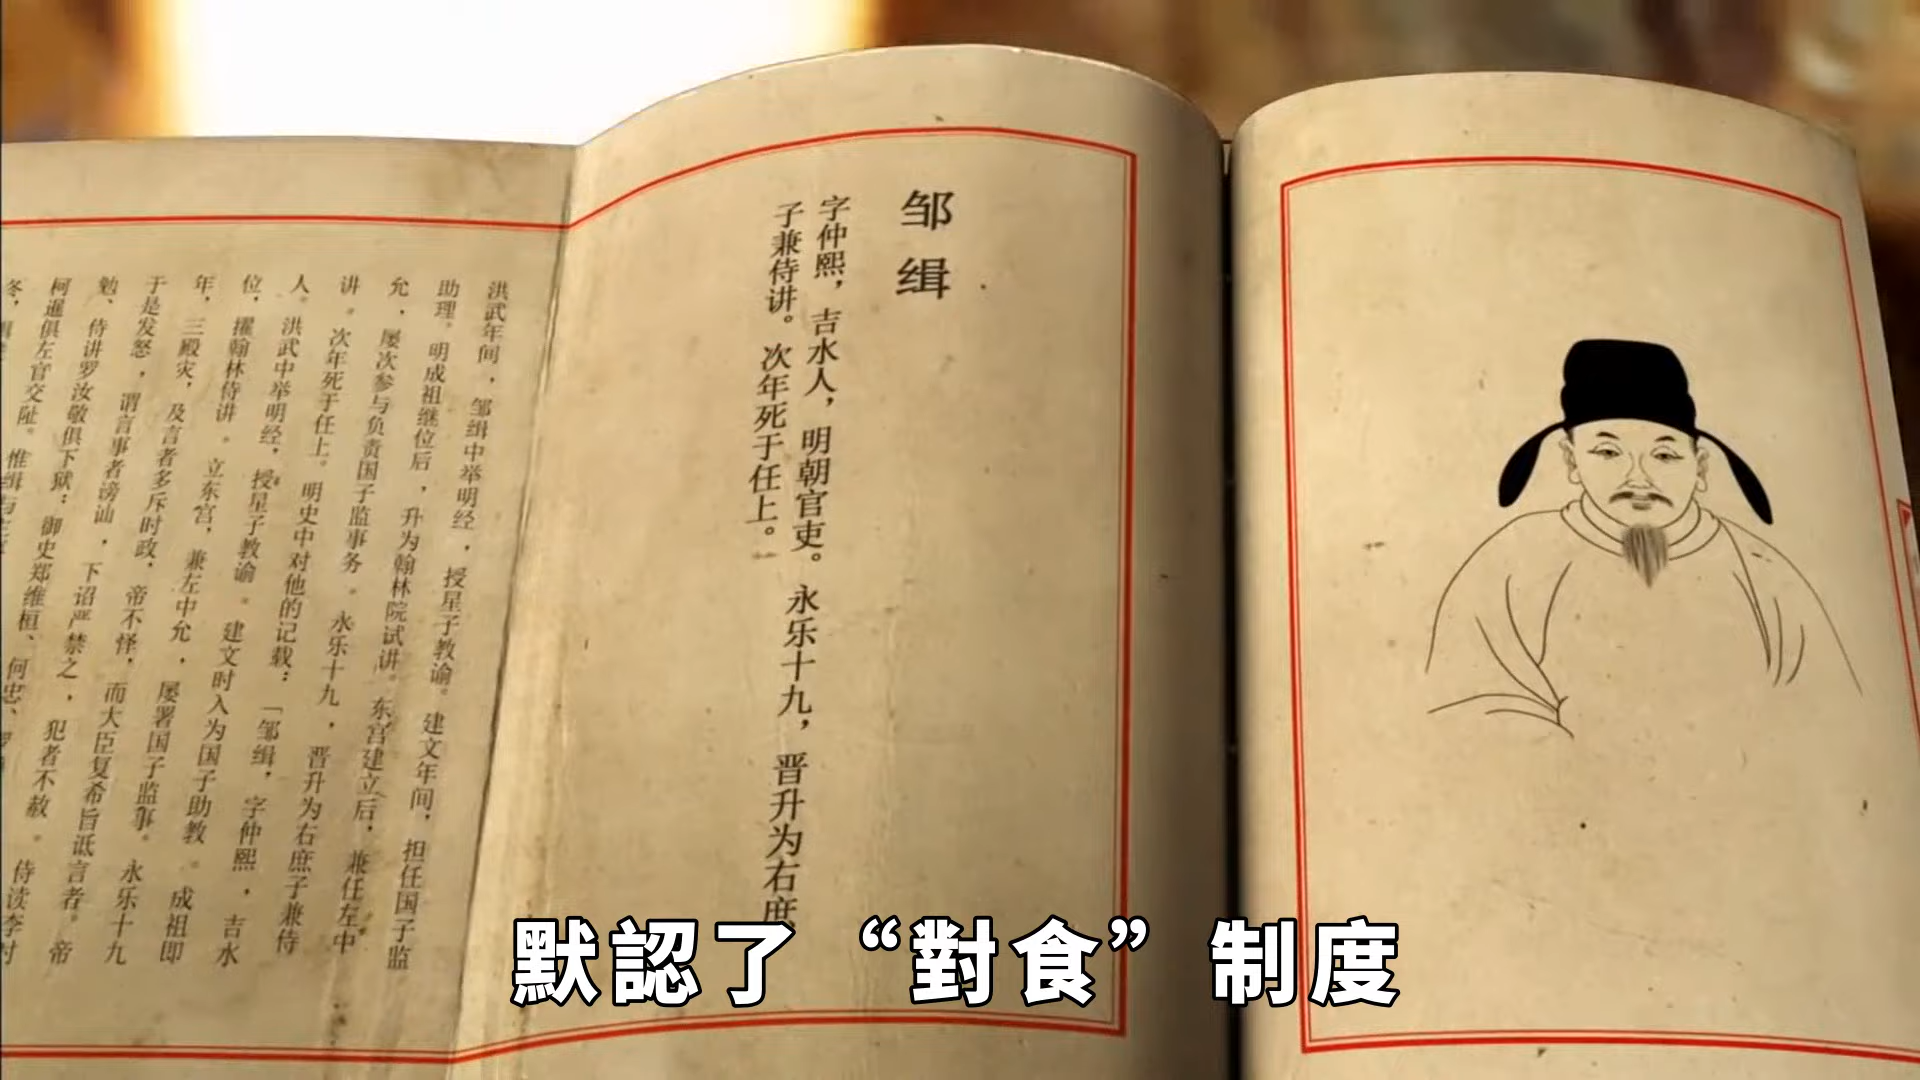 邹缉
字仲熙，吉水人，明朝官吏。永乐十九，晋升为右庶
子兼侍讲。次年死于任上。
洪武年间，邹缉中举明经，授星子教谕。建文年间，担任国子监
助理。明成祖继位后，升为翰林院试讲。东宫建立后，兼任左中
允，屡次参与负责国子监事务。永乐十九，晋升为右庶子兼侍
讲。次年死于任上。明史中对他的记载：「邹缉，字仲熙，吉水
人。洪武中举明经，授星子教谕。建文时入为国子助教。成祖即
位，擢翰林侍讲。立东宫，兼左中允，屡署国子监事。永乐十九
年，三殿灾，及言者多斥时政，帝不怿，而大臣复希旨诋言者。帝
于是发怒，谓言事者谤讪，下诏严禁之，犯者不赦。侍读李时
勉、侍讲罗汝敬俱下狱；御史郑维桓、何忠、
柯暹俱左官交阯。惟缉与
冬，
默認了“對食”制度